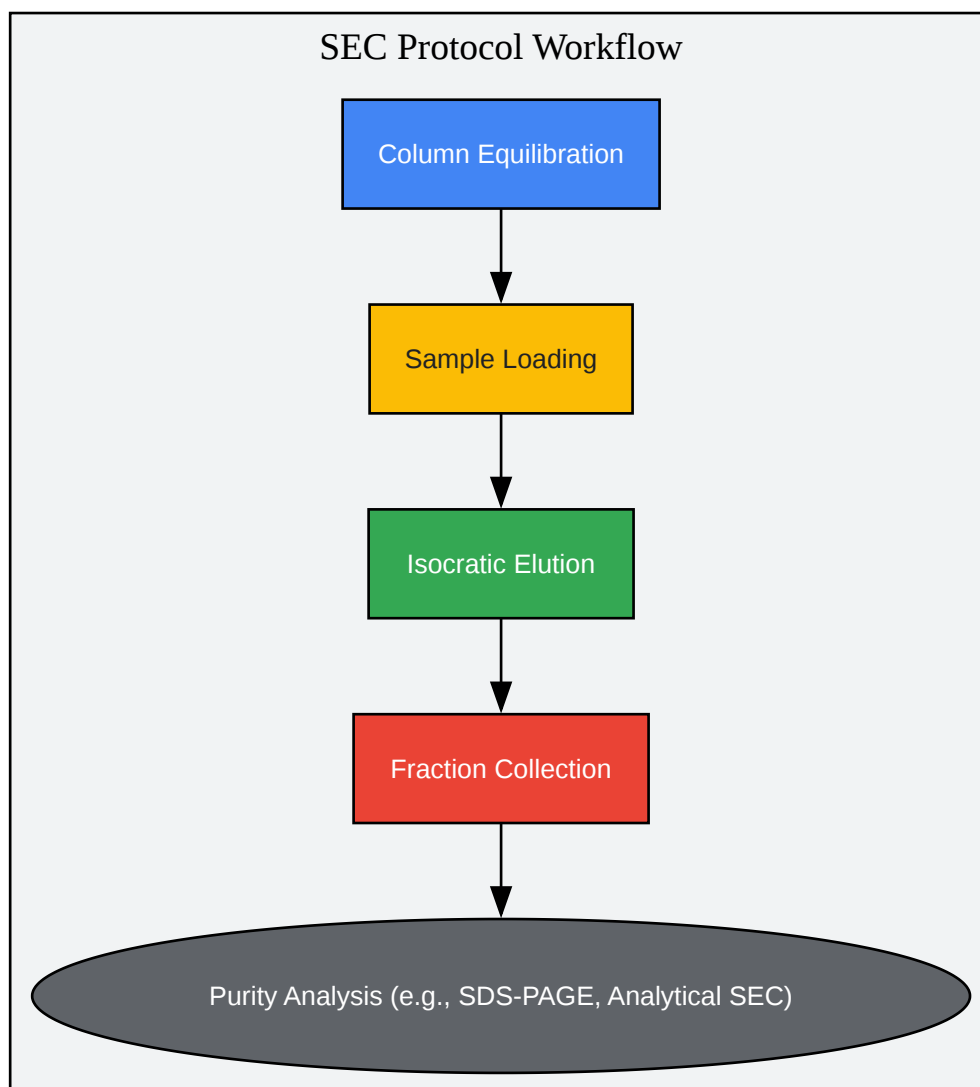 SEC Protocol Workflow
Column Equilibration
Sample Loading
Isocratic Elution
Fraction Collection
Purity Analysis (e.g., SDS-PAGE, Analytical SEC)